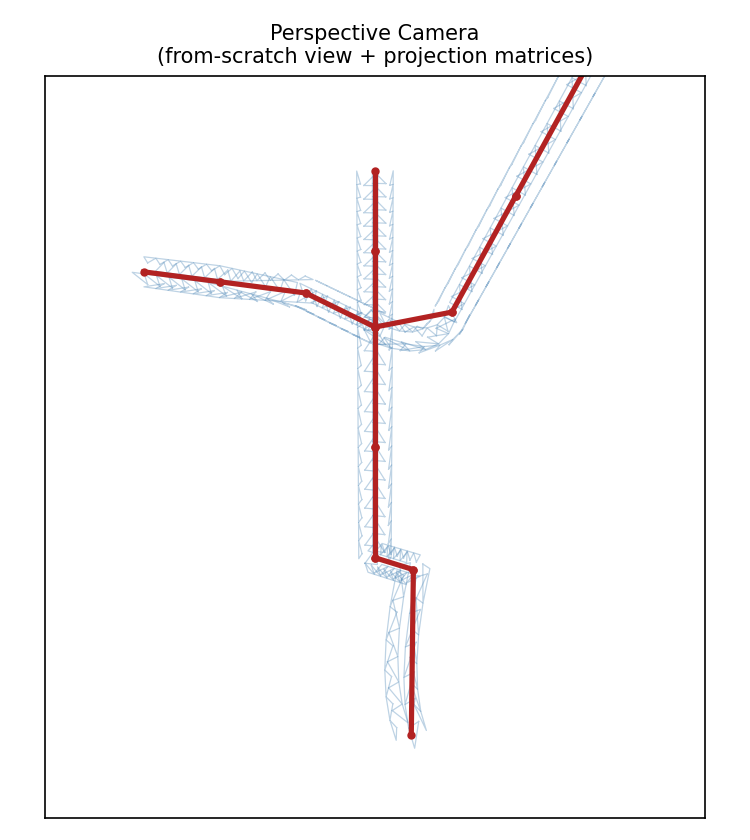 Perspective Camera
(from-scratch view + projection matrices)